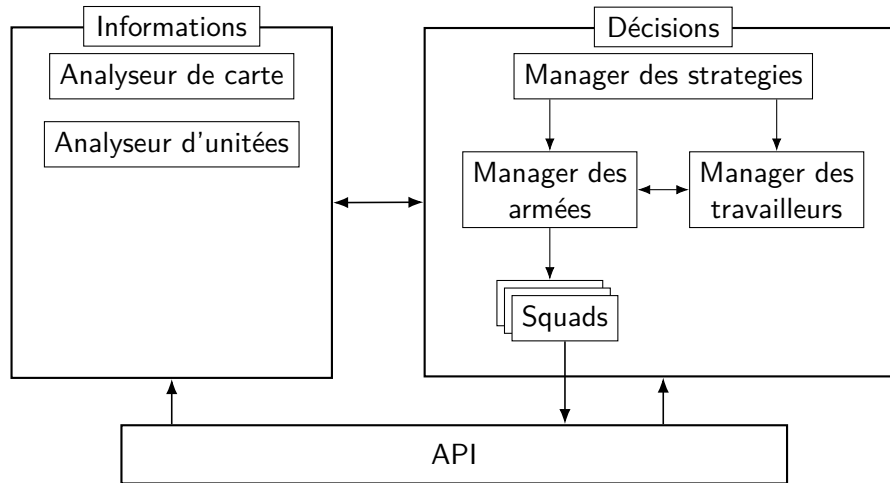 Informations
Analyseur de carte
Analyseur d'unitées
Décisions
Manager des strategies
Manager des
armées
Manager des
travailleurs
Squads
API